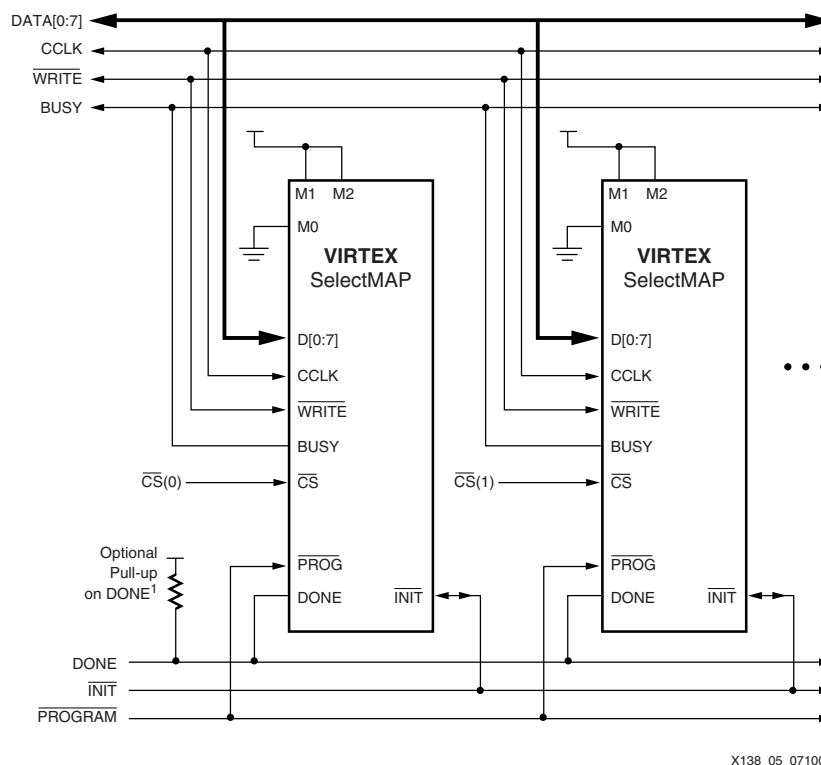 DATA[0:7]
CCLK
WRITE
BUSY
M1 M2
M0
VIRTEX
SelectMAP
D[0:7]
CCLK
WRITE
BUSY
CS(0)
CS
PROG
DONE
INIT
M1 M2
M0
VIRTEX
SelectMAP
D[0:7]
CCLK
WRITE
BUSY
CS(1)
CS
PROG
DONE
INIT
Optional
Pull-up
on DONE1
DONE
INIT
PROGRAM
X138_05_07100